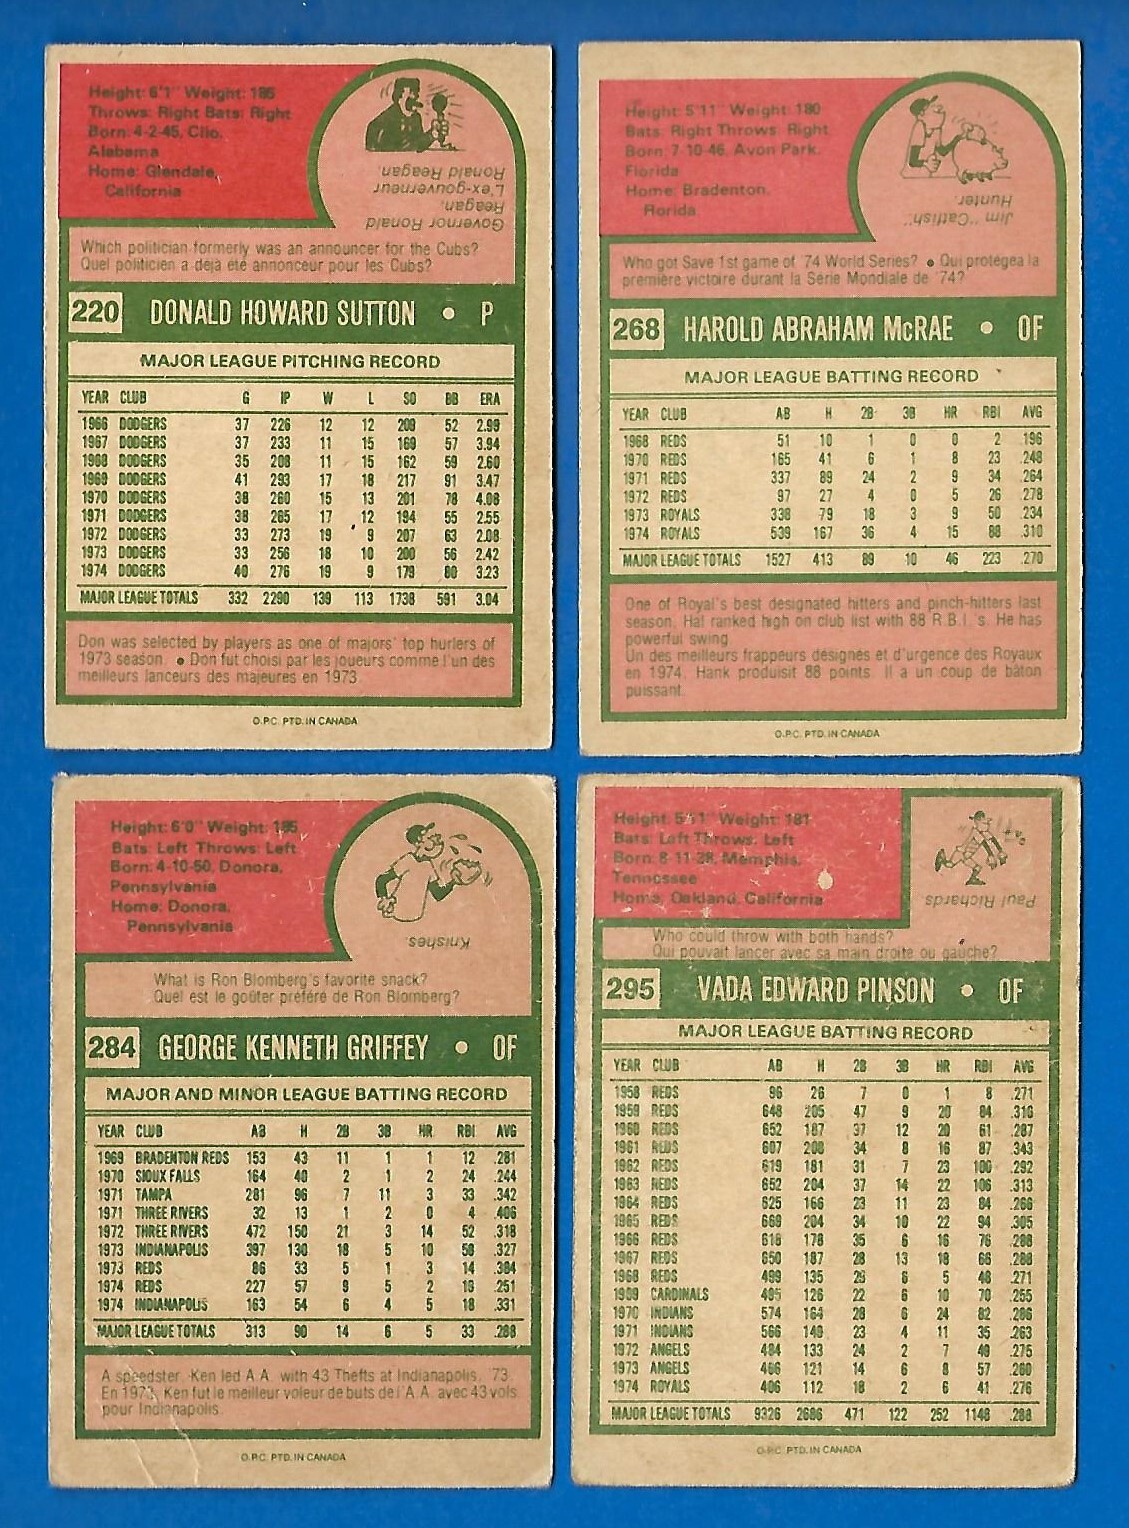 Height: 6'1" Weight: 185
Throws: Right Bats: Right
Born: 4-2-45, Clio,
Alabama
Home: Glendale,
California
Governor Ronald
Reagan.
L'ex-gouverneur
Ronald Reagan.
Which politician formerly was an announcer for the Cubs?
Quel politicien a déjà été annonceur pour les Cubs?
220 DONALD HOWARD SUTTON • P
MAJOR LEAGUE PITCHING RECORD
YEAR CLUB G IP W L SO BB ERA
1966 DODGERS 37 226 12 12 209 52 2.99
1967 DODGERS 37 233 11 15 169 57 3.94
1968 DODGERS 35 208 11 15 162 59 2.60
1969 DODGERS 41 293 17 18 217 91 3.47
1970 DODGERS 38 260 15 13 201 78 4.08
1971 DODGERS 38 265 17 12 194 55 2.55
1972 DODGERS 33 273 19 9 207 63 2.08
1973 DODGERS 33 256 18 10 200 56 2.42
1974 DODGERS 40 276 19 9 179 80 3.23
MAJOR LEAGUE TOTALS 332 2290 139 113 1738 591 3.04
Don was selected by players as one of majors' top hurlers of
1973 season. • Don fut choisi par les joueurs comme l'un des
meilleurs lanceurs des majeures en 1973.
O.P.C. PTD. IN CANADA
Height: 5'11" Weight: 180
Bats: Right Throws: Right
Born: 7-10-46, Avon Park,
Florida
Home: Bradenton,
Florida
Jim "Catfish"
Hunter.
Who got Save 1st game of '74 World Series? • Qui protégea la
première victoire durant la Série Mondiale de '74?
268 HAROLD ABRAHAM McRAE • OF
MAJOR LEAGUE BATTING RECORD
YEAR CLUB AB H 2B 3B HR RBI AVG
1968 REDS 51 10 1 0 0 2 .196
1970 REDS 165 41 6 1 8 23 .248
1971 REDS 337 89 24 2 9 34 .264
1972 REDS 97 27 4 0 5 26 .278
1973 ROYALS 338 79 18 3 9 50 .234
1974 ROYALS 539 167 36 4 15 88 .310
MAJOR LEAGUE TOTALS 1527 413 89 10 46 223 .270
One of Royal's best designated hitters and pinch-hitters last
season. Hal ranked high on club list with 88 R.B.I.'s. He has
powerful swing.
Un des meilleurs frappeurs désignés et d'urgence des Royaux
en 1974, Hank produisit 88 points. Il a un coup de bâton
puissant.
O.P.C. PTD. IN CANADA
Height: 6'0" Weight: 185
Bats: Left Throws: Left
Born: 4-10-50, Donora,
Pennsylvania
Home: Donora,
Pennsylvania
Knishes.
What is Ron Blomberg's favorite snack?
Quel est le goûter préféré de Ron Blomberg?
284 GEORGE KENNETH GRIFFEY • OF
MAJOR AND MINOR LEAGUE BATTING RECORD
YEAR CLUB AB H 2B 3B HR RBI AVG
1969 BRADENTON REDS 153 43 11 1 1 12 .281
1970 SIOUX FALLS 164 40 2 1 2 24 .244
1971 TAMPA 281 96 7 11 3 33 .342
1971 THREE RIVERS 32 13 1 2 0 4 .406
1972 THREE RIVERS 472 150 21 3 14 52 .318
1973 INDIANAPOLIS 397 130 18 5 10 58 .327
1973 REDS 86 33 5 1 3 14 .384
1974 REDS 227 57 9 5 2 19 .251
1974 INDIANAPOLIS 163 54 6 4 5 18 .331
MAJOR LEAGUE TOTALS 313 90 14 6 5 33 .288
A speedster, Ken led A.A. with 43 Thefts at Indianapolis, '73.
En 1973, Ken fut le meilleur voleur de buts de l'A.A. avec 43 vols
pour Indianapolis.
O.P.C. PTD. IN CANADA
Height: 5'11" Weight: 181
Bats: Left Throws: Left
Born: 8-11-38, Memphis,
Tennessee
Home: Oakland, California
Paul Richards
Who could throw with both hands?
Qui pouvait lancer avec sa main droite ou gauche?
295 VADA EDWARD PINSON • OF
MAJOR LEAGUE BATTING RECORD
YEAR CLUB AB H 2B 3B HR RBI AVG
1958 REDS 96 26 7 0 1 8 .271
1959 REDS 648 205 47 9 20 84 .316
1960 REDS 652 187 37 12 20 61 .287
1961 REDS 607 208 34 8 16 87 .343
1962 REDS 619 181 31 7 23 100 .292
1963 REDS 652 204 37 14 22 106 .313
1964 REDS 625 166 23 11 23 84 .266
1965 REDS 669 204 34 10 22 94 .305
1966 REDS 618 178 35 6 16 76 .288
1967 REDS 650 187 28 13 18 66 .288
1968 REDS 499 135 29 6 5 48 .271
1969 CARDINALS 495 126 22 6 10 70 .255
1970 INDIANS 574 164 28 6 24 82 .286
1971 INDIANS 566 149 23 4 11 35 .263
1972 ANGELS 484 133 24 2 7 49 .275
1973 ANGELS 466 121 14 6 8 57 .260
1974 ROYALS 406 112 18 2 6 41 .276
MAJOR LEAGUE TOTALS 9326 2686 471 122 252 1148 .288
O.P.C. PTD. IN CANADA